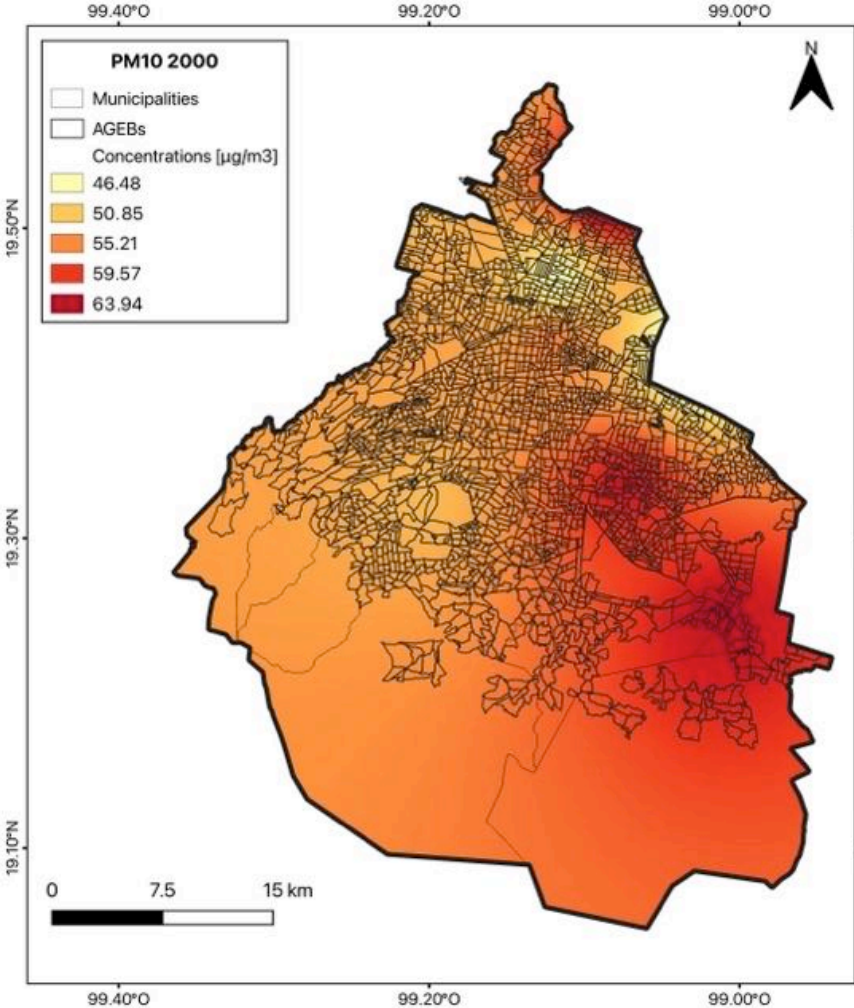 99.40°O 99.20°O 99.00°O
PM10 2000
Municipalities
AGEBs
Concentrations [µg/m3]
46.48
50.85
55.21
59.57
63.94
N
19.50°N
19.30°N
19.10°N
0 7.5 15 km
99.40°O 99.20°O 99.00°O